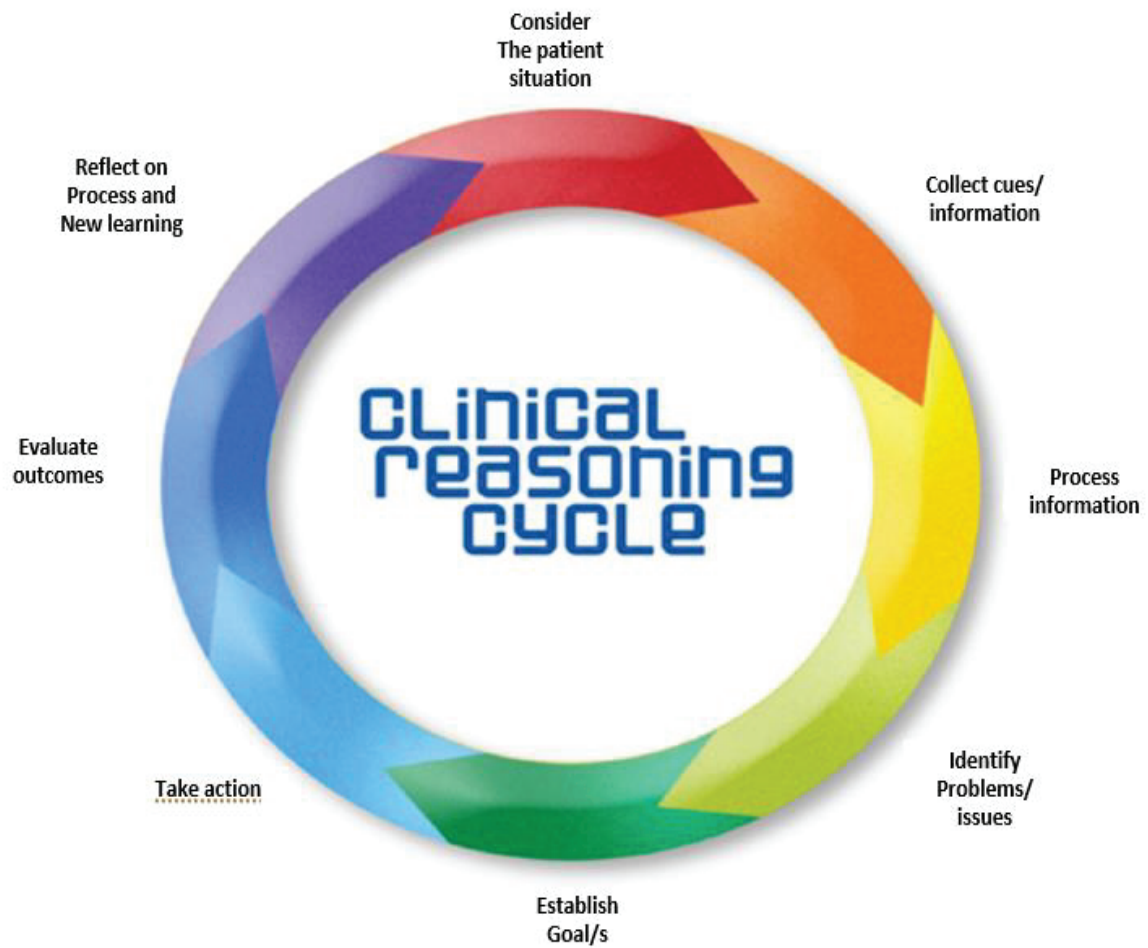 Consider
The patient
situation
Collect cues/
information
Process
information
Identify
Problems/
issues
Establish
Goal/s
Take action
Evaluate
outcomes
Reflect on
Process and
New learning
CLinical
reasoning
cycle